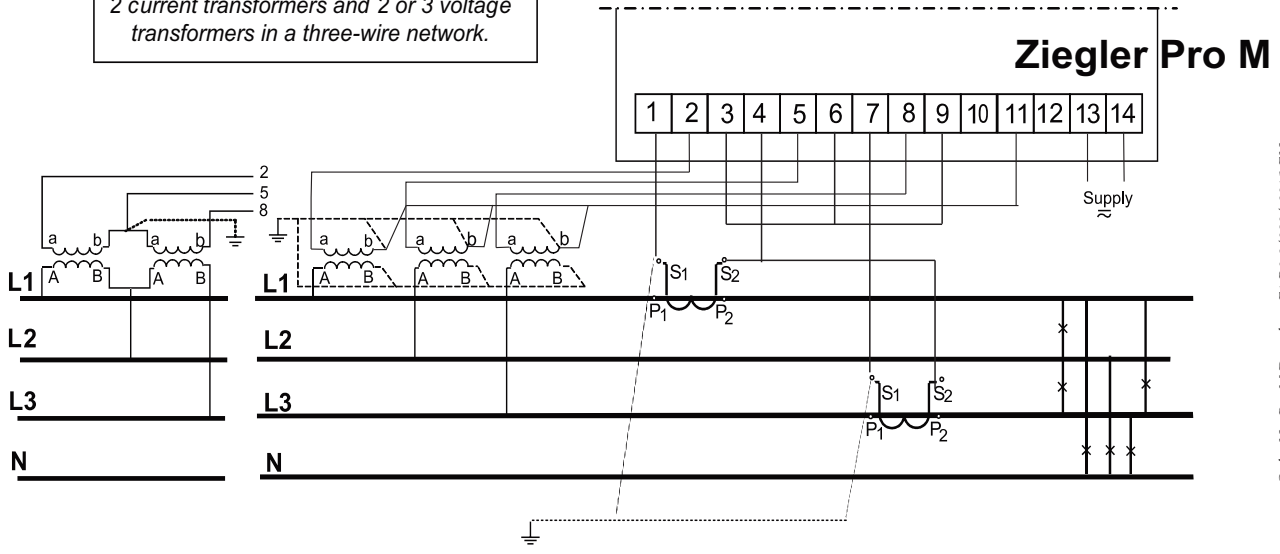 2 current transformers and 2 or 3 voltage
transformers in a three-wire network.
Ziegler Pro M
1 2 3 4 5 6 7 8 9 10 11 12 13 14
Supply
2
5
8
a b a b
A B A B
a b a b a b
A B A B A B
S1 S2
P1 P2
S1 S2
P1 P2
L1 L1
L2 L2
L3 L3
N N